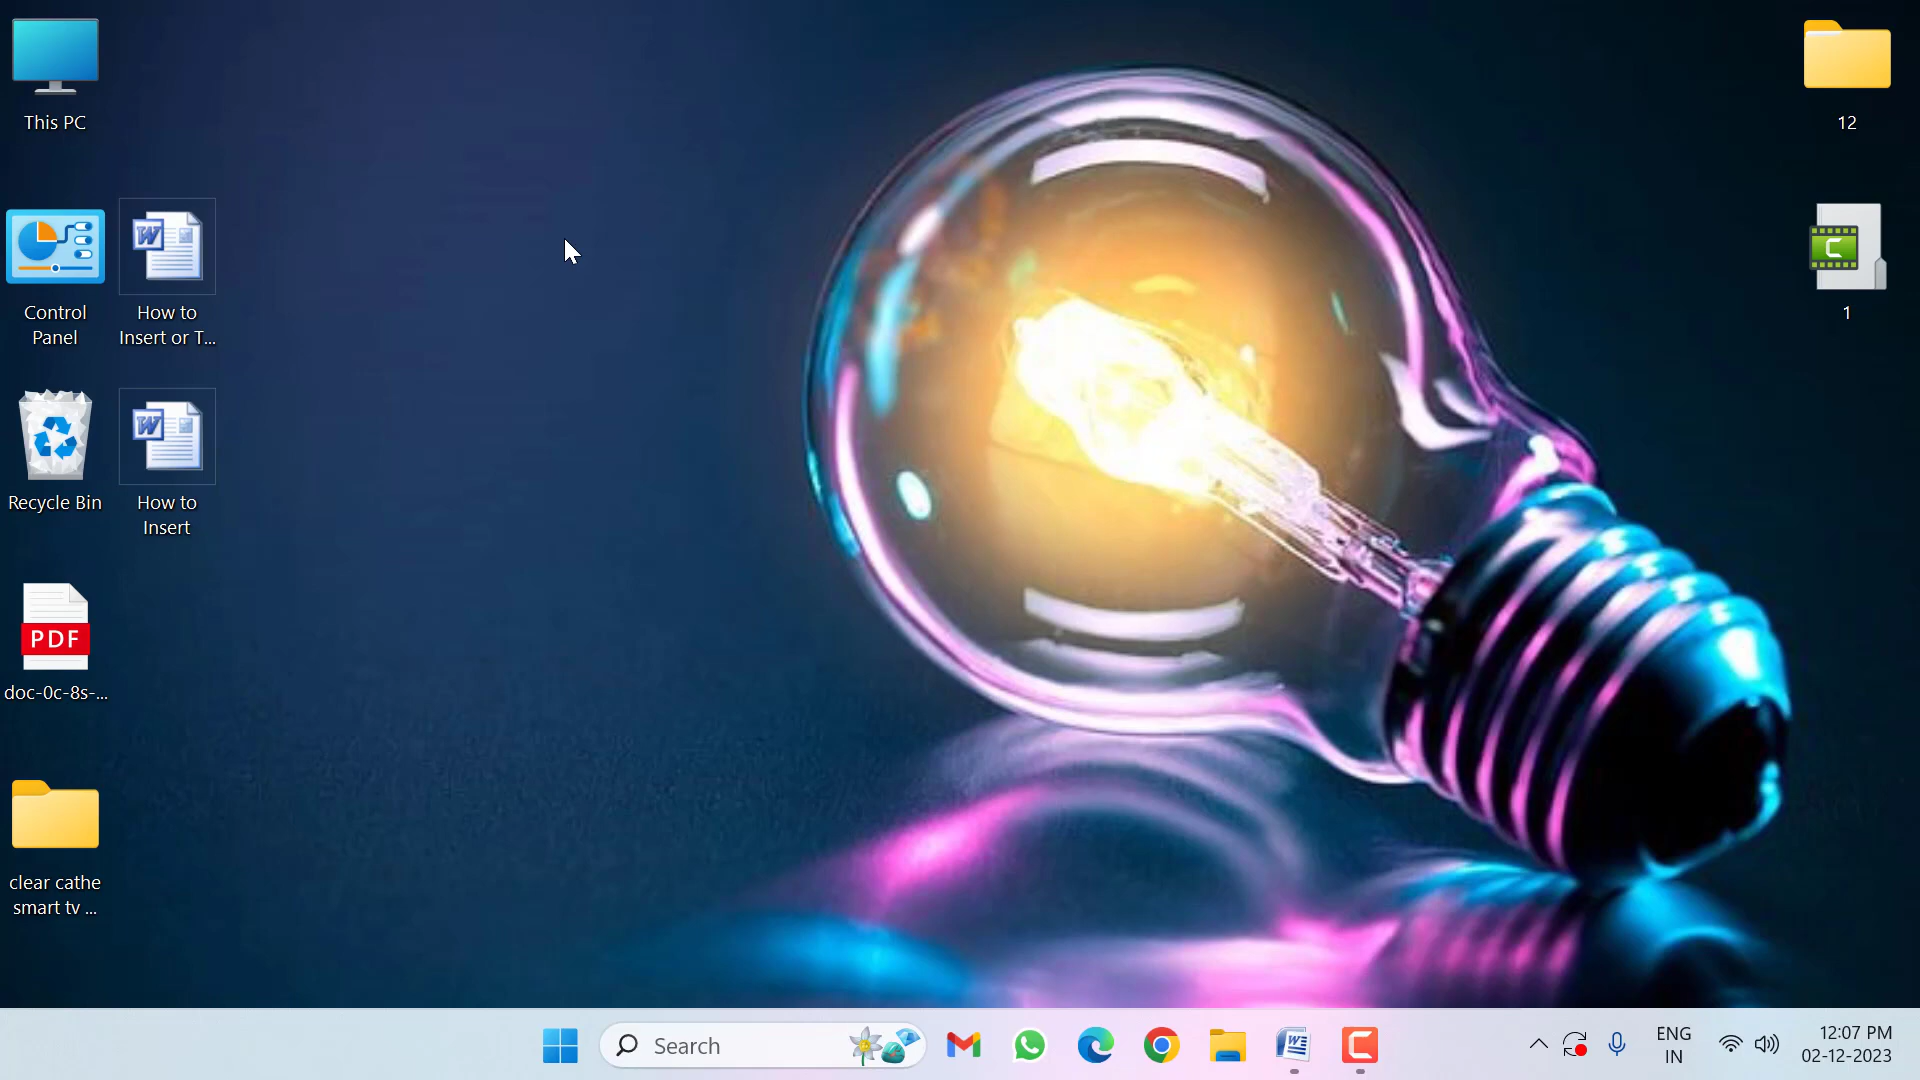 This PC
12
Control
Panel
How to
Insert or T...
1
Recycle Bin
How to
Insert
PDF
doc-0c-8s-...
clear cathe
smart tv ...
Search
ENG
IN
12:07 PM
02-12-2023